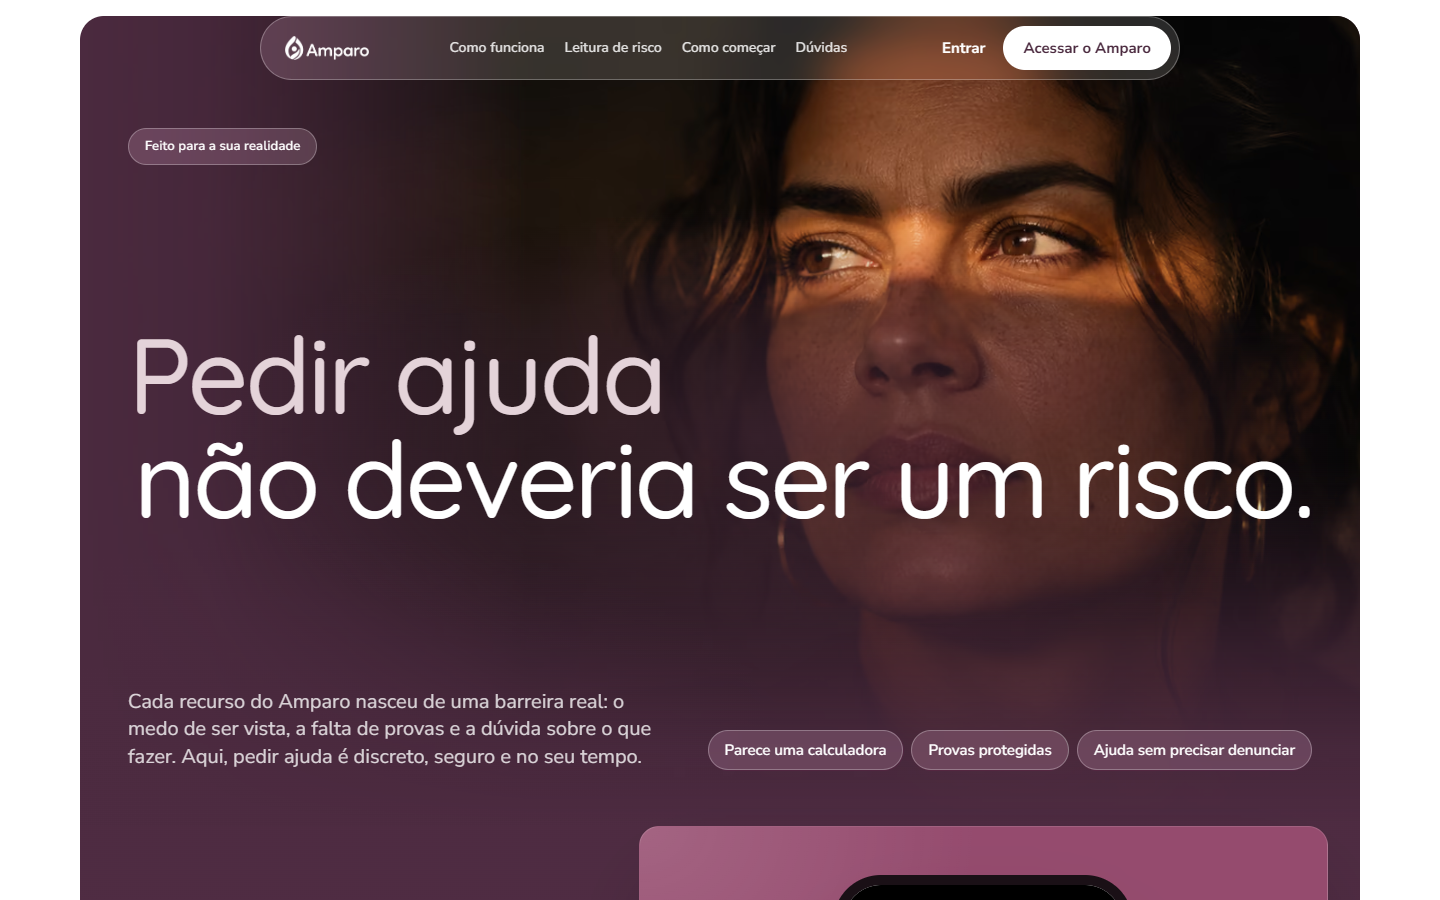 Amparo
Como funciona
Leitura de risco
Como começar
Dúvidas
Entrar
Acessar o Amparo
Feito para a sua realidade
Pedir ajuda
não deveria ser um risco.
Cada recurso do Amparo nasceu de uma barreira real: o
medo de ser vista, a falta de provas e a dúvida sobre o que
fazer. Aqui, pedir ajuda é discreto, seguro e no seu tempo.
Parece uma calculadora
Provas protegidas
Ajuda sem precisar denunciar